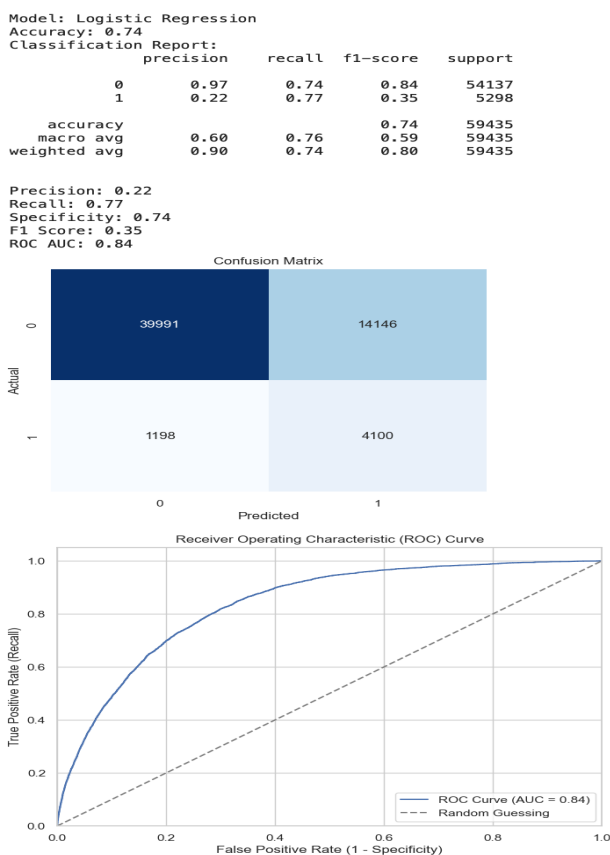 Model: Logistic Regression
Accuracy: 0.74
Classification Report:
precision recall f1-score support
0 0.97 0.74 0.84 54137
1 0.22 0.77 0.35 5298
accuracy 0.74 59435
macro avg 0.60 0.76 0.59 59435
weighted avg 0.90 0.74 0.80 59435
Precision: 0.22
Recall: 0.77
Specificity: 0.74
F1 Score: 0.35
ROC AUC: 0.84
Confusion Matrix
0
39991 14146
Actual
1
1198 4100
0 1
Predicted
Receiver Operating Characteristic (ROC) Curve
1.0
0.8
0.6
0.4
0.2
0.0
True Positive Rate (Recall)
ROC Curve (AUC = 0.84)
Random Guessing
0.0 0.2 0.4 0.6 0.8 1.0
False Positive Rate (1 - Specificity)